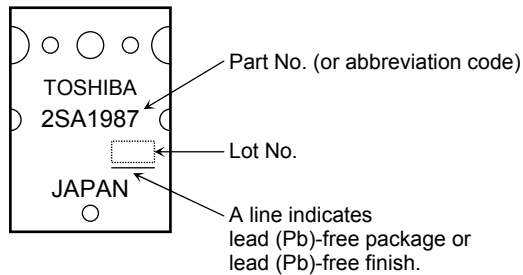 TOSHIBA
2SA1987
JAPAN
Part No. (or abbreviation code)
Lot No.
A line indicates
lead (Pb)-free package or
lead (Pb)-free finish.